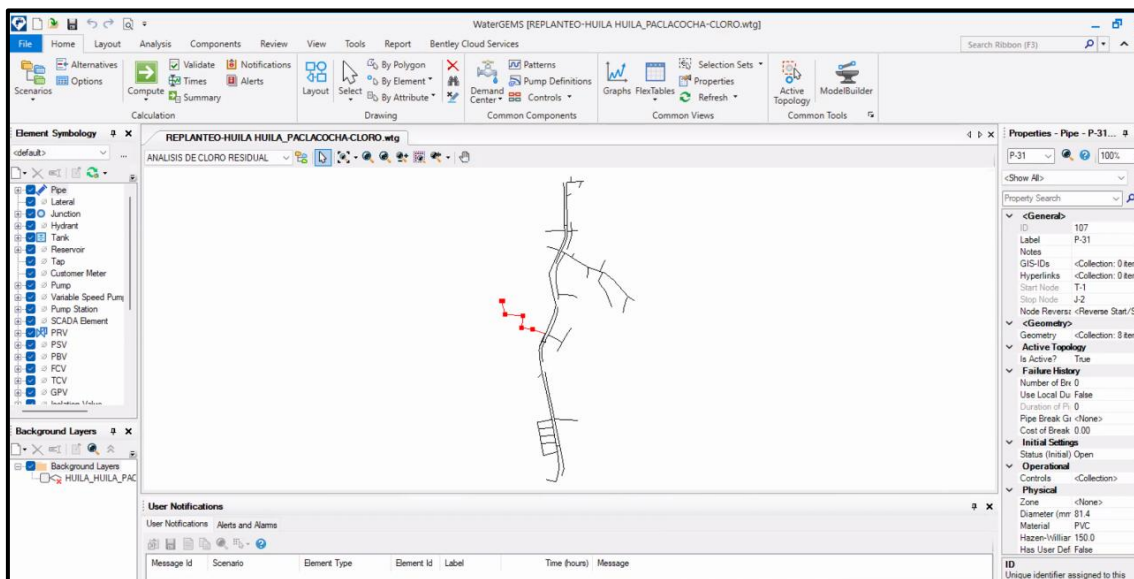 WaterGEMS [REPLANTEO-HUILA HUILA_PACLACOCHA-CLORO.wtg]
File Home Layout Analysis Components Review View Tools Report Bentley Cloud Services Search Ribbon (F3)
Scenarios
Alternatives
Options
Compute
Validate
Times
Summary
Notifications
Alerts
Calculation
Layout
Select
By Polygon
By Element
By Attribute
Drawing
Demand Center
Patterns
Pump Definitions
Controls
Common Components
Graphs
FlexTables
Selection Sets
Properties
Refresh
Common Views
Active Topology
ModelBuilder
Common Tools
Element Symbology
<default>
...
Pipe
Lateral
Junction
Hydrant
Tank
Reservoir
Tap
Customer Meter
Pump
Variable Speed Pump
Pump Station
SCADA Element
PRV
PSV
PBV
FCV
TCV
GPV
Isolation Valve
Background Layers
Background Layers
HUILA_HUILA_PAC
REPLANTEO-HUILA HUILA_PACLACOCHA-CLORO.wtg
ANALISIS DE CLORO RESIDUAL
User Notifications
User Notifications Alerts and Alarms
Message Id Scenario Element Type Element Id Label Time (hours) Message
Properties - Pipe - P-31...
P-31 100%
<Show All>
Property Search
<General>
ID 107
Label P-31
Notes
GIS-IDs <Collection: 0 iter
Hyperlinks <Collection: 0 iter
Start Node T-1
Stop Node J-2
Node Revers: <Reverse Start/S
<Geometry>
Geometry <Collection: 8 iter
Active Topology
Is Active? True
Failure History
Number of Bre 0
Use Local Du False
Duration of Pi 0
Pipe Break Gr <None>
Cost of Break 0.00
Initial Settings
Status (Initial) Open
Operational
Controls <Collection>
Physical
Zone <None>
Diameter (mm 81.4
Material PVC
Hazen-Williar 150.0
Has User Def False
ID
Unique identifier assigned to this